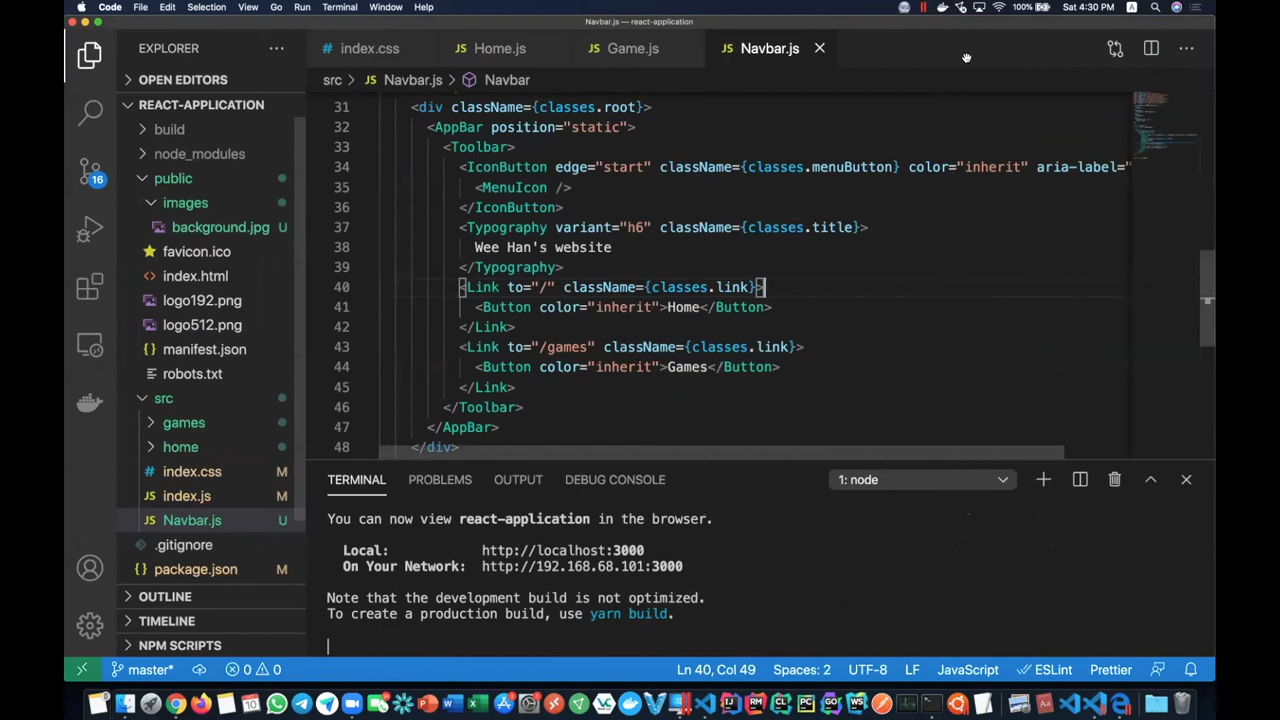 Code File Edit Selection View Go Run Terminal Window Help 100% Sat 4:30 PM A
Navbar.js — react-application
EXPLORER
index.css
JS Home.js
JS Game.js
JS Navbar.js
OPEN EDITORS
src > JS Navbar.js > Navbar
REACT-APPLICATION
build
node_modules
public
images
background.jpg U
favicon.ico
index.html
logo192.png
logo512.png
manifest.json
robots.txt
src
games
home
index.css M
JS index.js M
JS Navbar.js U
.gitignore
package.json M
OUTLINE
TIMELINE
NPM SCRIPTS
16
31 <div className={classes.root}>
32 <AppBar position="static">
33 <Toolbar>
34 <IconButton edge="start" className={classes.menuButton} color="inherit" aria-label="
35 <MenuIcon />
36 </IconButton>
37 <Typography variant="h6" className={classes.title}>
38 Wee Han's website
39 </Typography>
40 <Link to="/" className={classes.link}>
41 <Button color="inherit">Home</Button>
42 </Link>
43 <Link to="/games" className={classes.link}>
44 <Button color="inherit">Games</Button>
45 </Link>
46 </Toolbar>
47 </AppBar>
48 </div>
TERMINAL PROBLEMS OUTPUT DEBUG CONSOLE 1: node
You can now view react-application in the browser.
Local: http://localhost:3000
On Your Network: http://192.168.68.101:3000
Note that the development build is not optimized.
To create a production build, use yarn build.
master* 0 0 Ln 40, Col 49 Spaces: 2 UTF-8 LF JavaScript ESLint Prettier